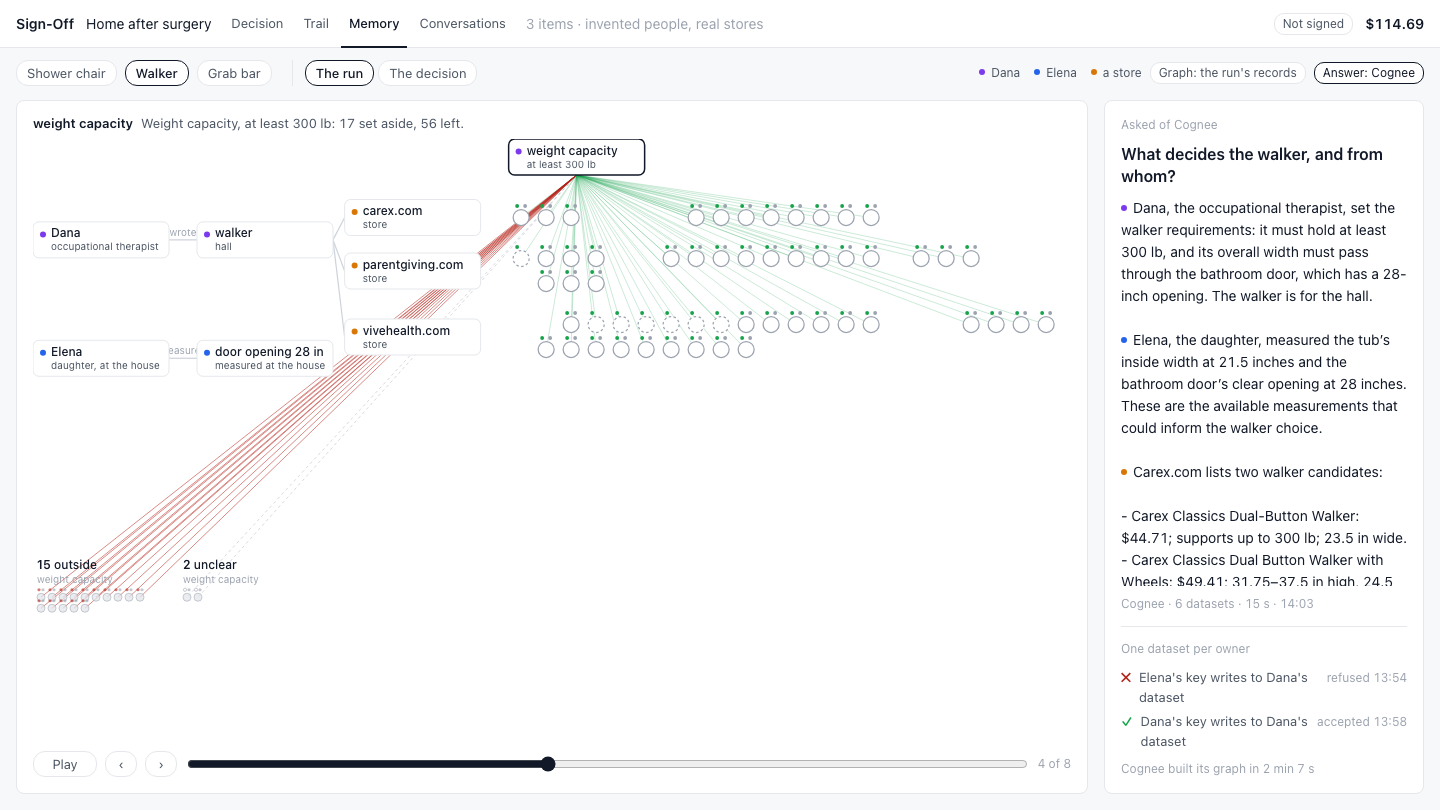 Sign-Off Home after surgery Decision Trail Memory Conversations 3 items · invented people, real stores Not signed $114.69
Shower chair Walker Grab bar The run The decision Dana Elena a store Graph: the run's records Answer: Cognee
weight capacity Weight capacity, at least 300 lb: 17 set aside, 56 left.
weight capacity
at least 300 lb
carex.com
store
Dana
occupational therapist
wrote
walker
hall
parentgiving.com
store
vivehealth.com
store
Elena
daughter, at the house
door opening 28 in
measured at the house
15 outside
weight capacity
2 unclear
weight capacity
Play ‹ › 4 of 8
Asked of Cognee
What decides the walker, and from
whom?
Dana, the occupational therapist, set the
walker requirements: it must hold at least
300 lb, and its overall width must pass
through the bathroom door, which has a 28-
inch opening. The walker is for the hall.
Elena, the daughter, measured the tub’s
inside width at 21.5 inches and the
bathroom door’s clear opening at 28 inches.
These are the available measurements that
could inform the walker choice.
Carex.com lists two walker candidates:
- Carex Classics Dual-Button Walker:
$44.71; supports up to 300 lb; 23.5 in wide.
- Carex Classics Dual Button Walker with
Wheels: $49.41; 31.75–37.5 in high, 24.5
Cognee · 6 datasets · 15 s · 14:03
One dataset per owner
Elena's key writes to Dana's refused 13:54
dataset
Dana's key writes to Dana's accepted 13:58
dataset
Cognee built its graph in 2 min 7 s